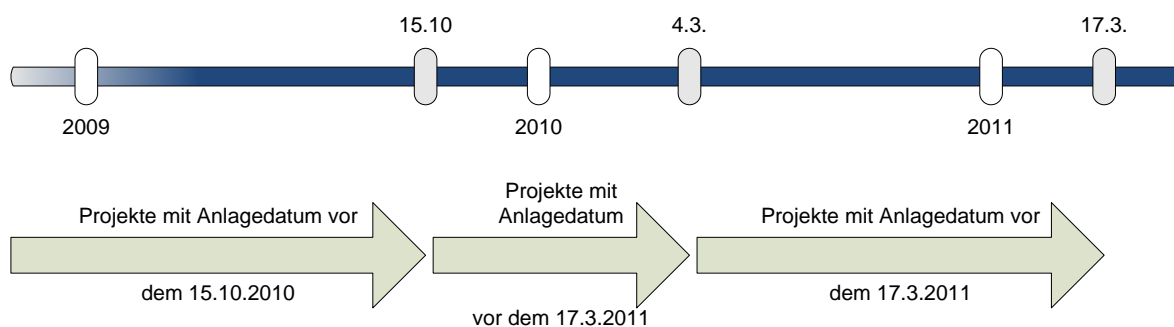 15.10
4.3.
17.3.
2009
2010
2011
Projekte mit Anlagedatum vor
dem 15.10.2010
Projekte mit
Anlagedatum
vor dem 17.3.2011
Projekte mit Anlagedatum vor
dem 17.3.2011